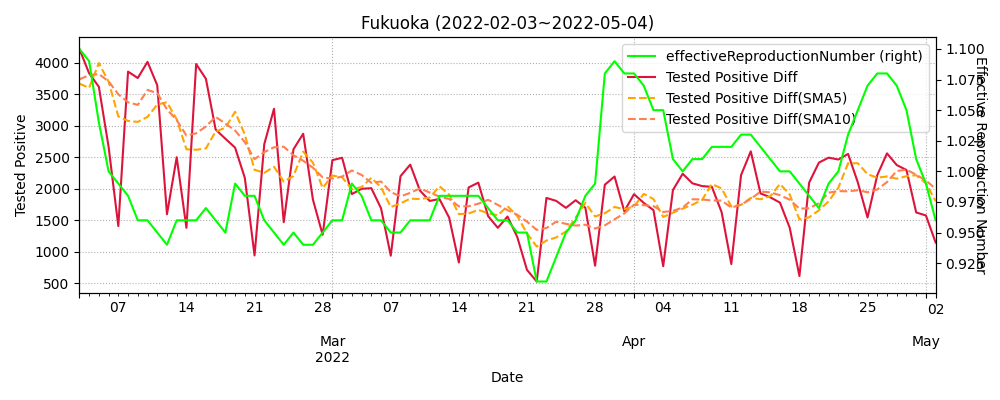 Fukuoka (2022-02-03~2022-05-04)
effectiveReproductionNumber (right)
Tested Positive Diff
Tested Positive Diff(SMA5)
Tested Positive Diff(SMA10)
Tested Positive
4000
3500
3000
2500
2000
1500
1000
500
1.100
1.075
1.050
1.025
1.000
0.975
0.950
0.925
Effective Reproduction Number
07 14 21 28 07 14 21 28 04 11 18 25 02
Mar Apr May
2022
Date